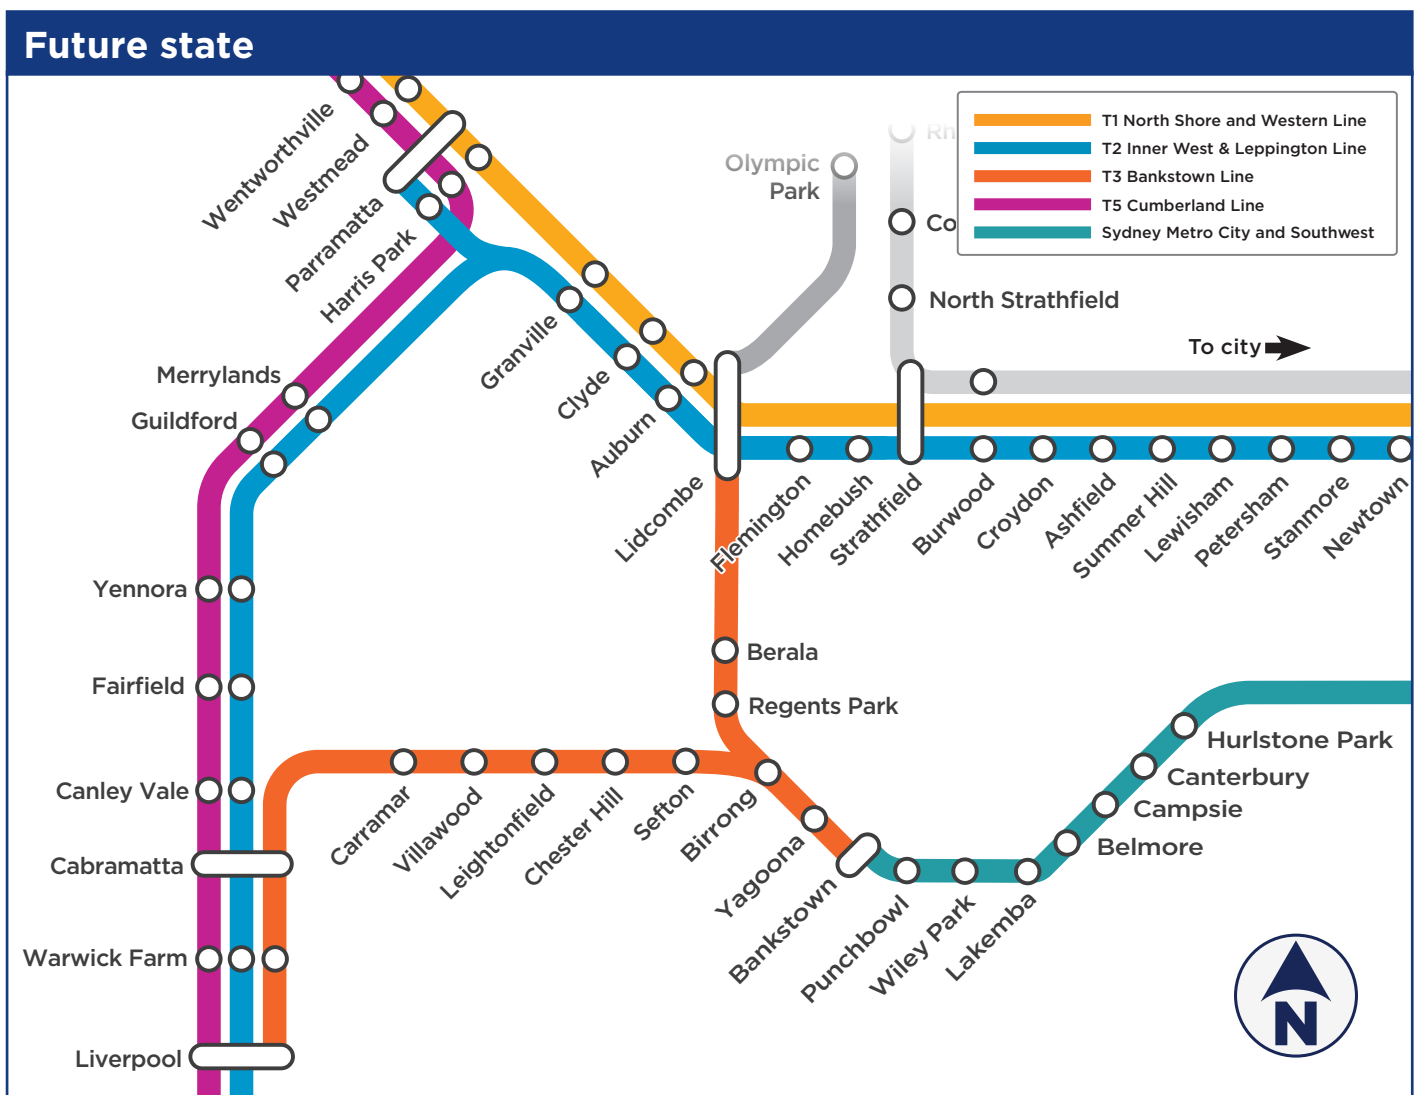 Future state
T1 North Shore and Western Line
T2 Inner West & Leppington Line
T3 Bankstown Line
T5 Cumberland Line
Sydney Metro City and Southwest
Wentworthville
Westmead
Parramatta
Harris Park
Olympic
Park
Rh
Co
North Strathfield
To city
Merrylands
Guildford
Granville
Clyde
Auburn
Lidcombe
Flemington
Homebush
Strathfield
Burwood
Croydon
Ashfield
Summer Hill
Lewisham
Petersham
Stanmore
Newtown
Yennora
Fairfield
Canley Vale
Cabramatta
Warwick Farm
Liverpool
Berala
Regents Park
Carramar
Villawood
Leightonfield
Chester Hill
Sefton
Birrong
Yagoona
Bankstown
Punchbowl
Wiley Park
Lakemba
Hurlstone Park
Canterbury
Campsie
Belmore
N